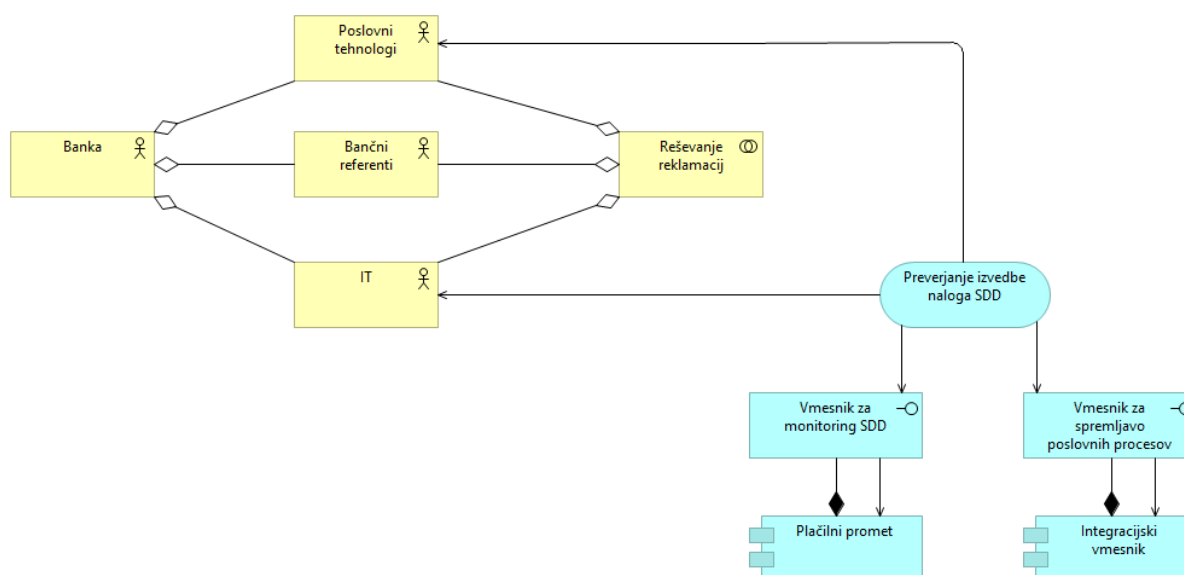 Poslovni
tehnologi
Banka
Bančni
referenti
Reševanje
reklamacij
IT
Preverjanje izvedbe
naloga SDD
Vmesnik za
monitoring SDD
Vmesnik za
spremljavo
poslovnih procesov
Plačilni promet
Integracijski
vmesnik